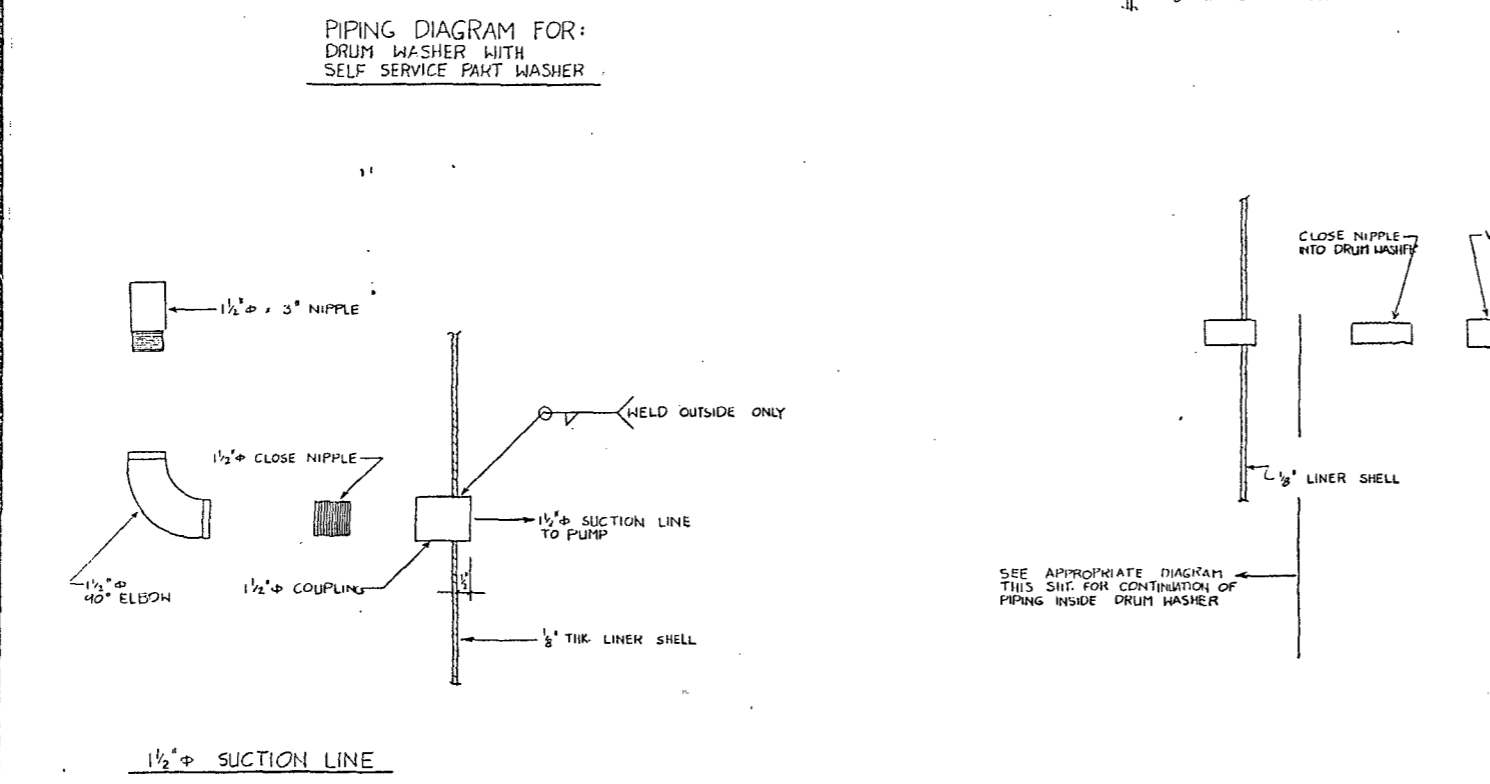 PIPING DIAGRAM FOR:
DRUM WASHER WITH
SELF SERVICE PART WASHER
1½"Φ x 3" NIPPLE
CLOSE NIPPLE
INTO DRUM WASHER
WELD OUTSIDE ONLY
1½"Φ CLOSE NIPPLE
⅛" LINER SHELL
1½"Φ SUCTION LINE
TO PUMP
1½"Φ
90° ELBOW
1½"Φ COUPLING
½"
SEE APPROPRIATE DIAGRAM
THIS SHT. FOR CONTINUATION OF
PIPING INSIDE DRUM WASHER
⅛" THK. LINER SHELL
1½"Φ SUCTION LINE